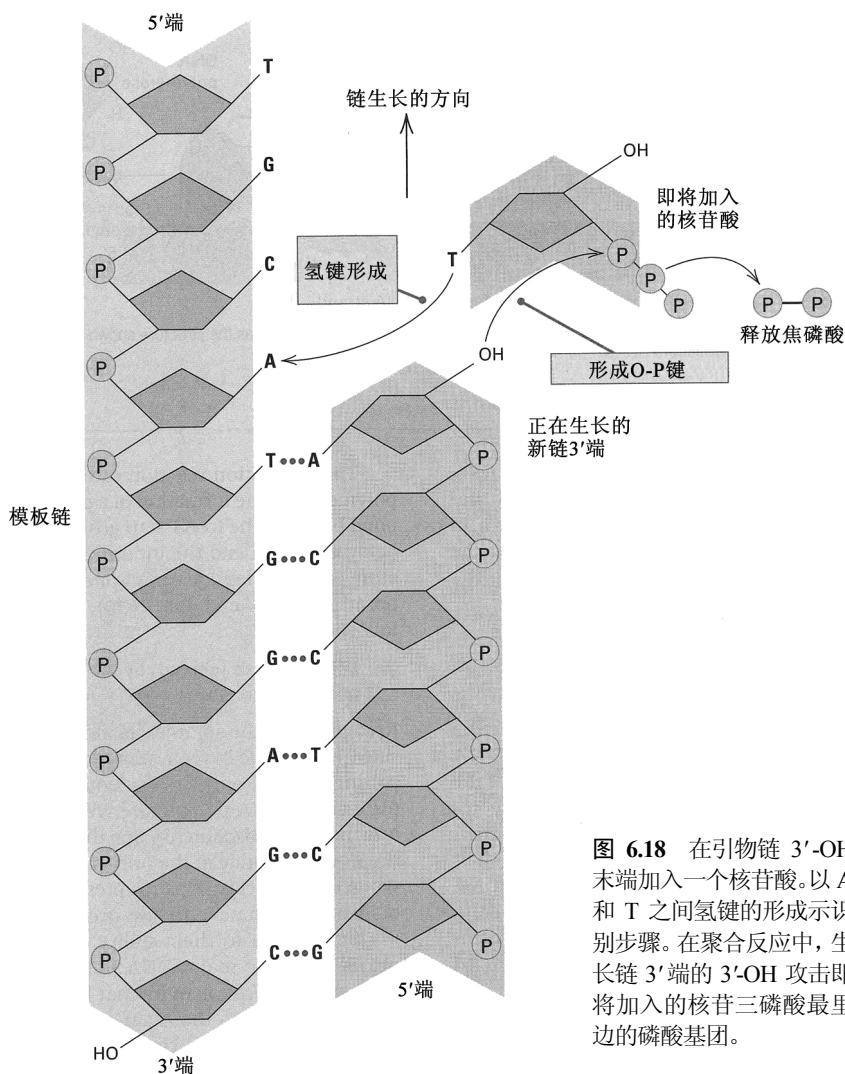 5′端
P
T
链生长的方向
OH
P
G
即将加入
的核苷酸
P
C
氢键形成
T
P
P
P
P
P
释放焦磷酸
P
A
OH
形成O-P键
正在生长的
新链3′端
P
T
A
P
模板链
P
G
C
P
P
G
C
P
P
A
T
P
P
G
C
P
P
C
G
P
5′端
HO
3′端
图 6.18 在引物链 3′-OH
末端加入一个核苷酸。以 A
和 T 之间氢键的形成示识
别步骤。在聚合反应中，生
长链 3′端的 3′-OH 攻击即
将加入的核苷三磷酸最里
边的磷酸基团。